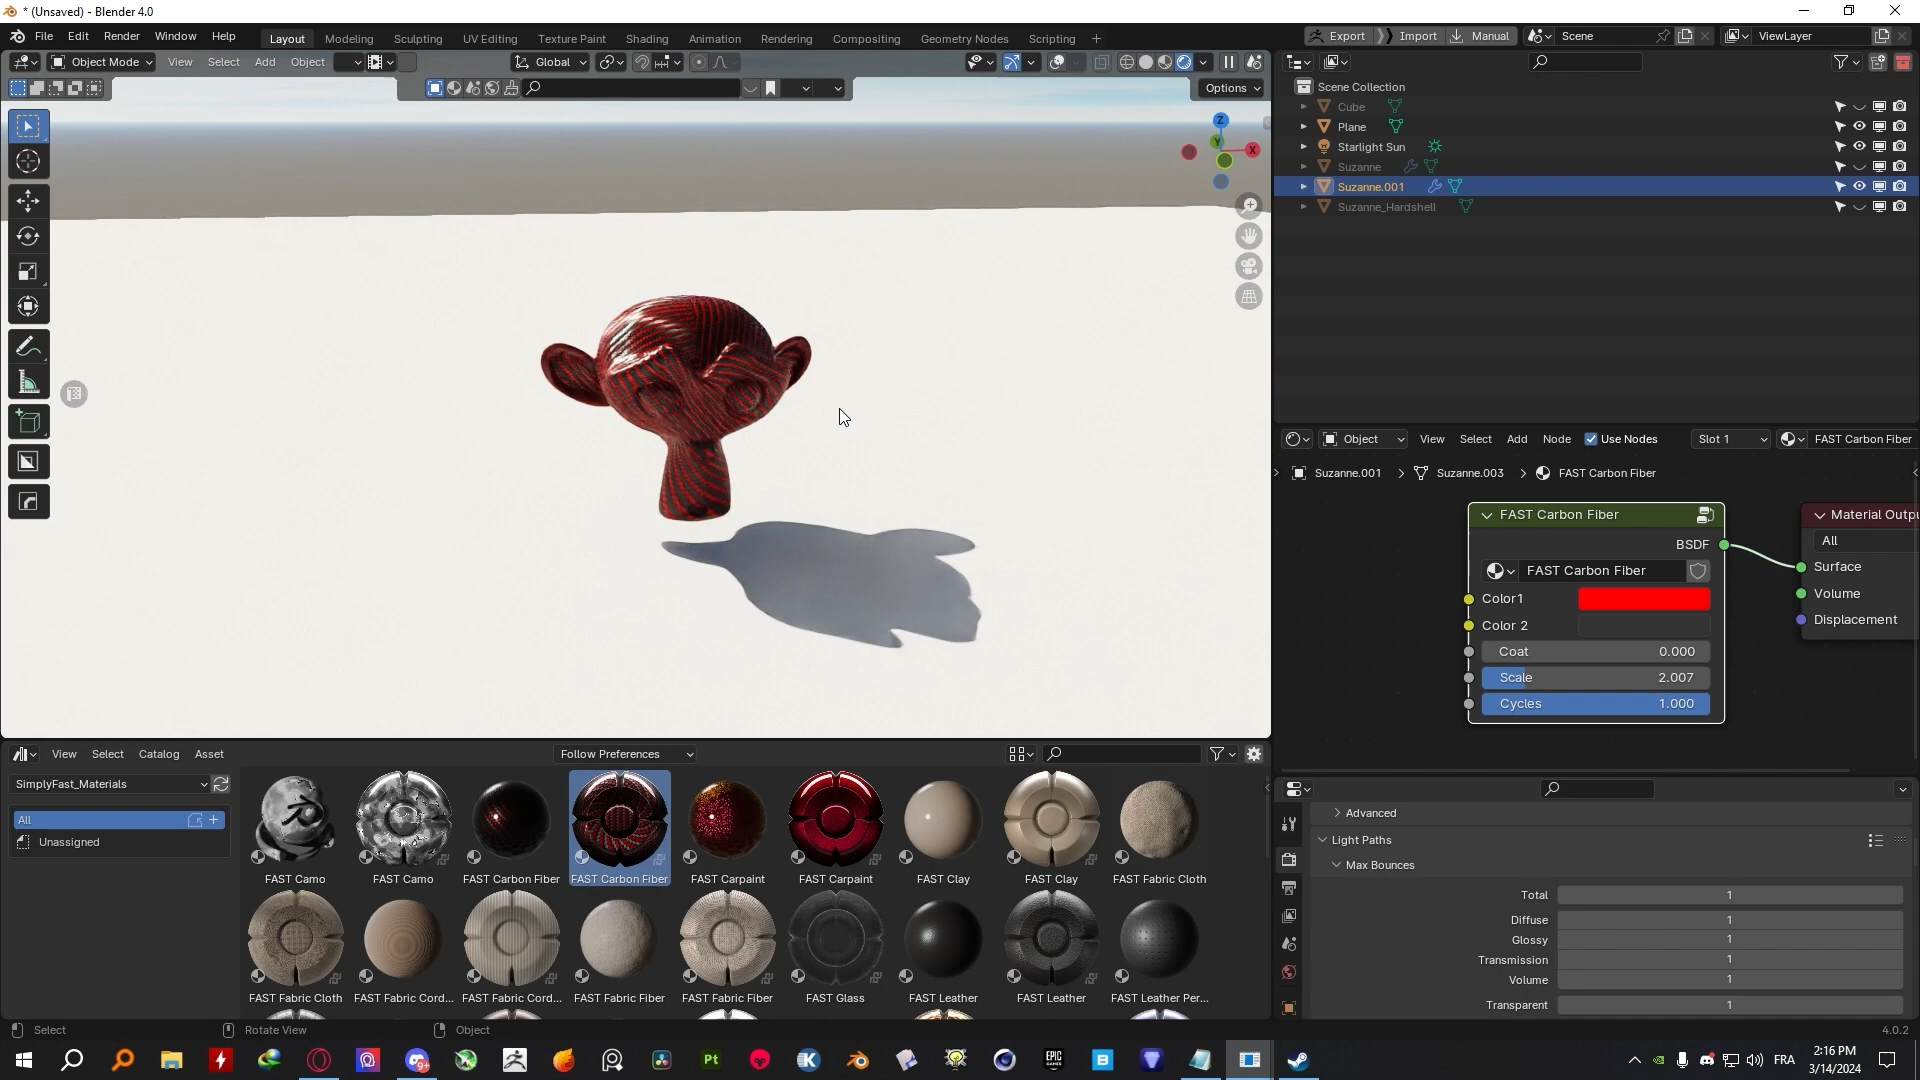 * (Unsaved) - Blender 4.0
File Edit Render Window Help Layout Modeling Sculpting UV Editing Texture Paint Shading Animation Rendering Compositing Geometry Nodes Scripting + Export Import Manual Scene ViewLayer
Object Mode View Select Add Object Global
Options
Z
Y
X
Scene Collection
Cube
Plane
Starlight Sun
Suzanne
Suzanne.001
Suzanne_Hardshell
Object View Select Add Node Use Nodes Slot 1 FAST Carbon Fiber
Suzanne.001 > Suzanne.003 > FAST Carbon Fiber
FAST Carbon Fiber
BSDF
FAST Carbon Fiber
Color1
Color 2
Coat 0.000
Scale 2.007
Cycles 1.000
Material Outpu
All
Surface
Volume
Displacement
View Select Catalog Asset Follow Preferences
SimplyFast_Materials
All
Unassigned
FAST Camo FAST Camo FAST Carbon Fiber FAST Carbon Fiber FAST Carpaint FAST Carpaint FAST Clay FAST Clay FAST Fabric Cloth
FAST Fabric Cloth FAST Fabric Cord... FAST Fabric Cord... FAST Fabric Fiber FAST Fabric Fiber FAST Glass FAST Leather FAST Leather FAST Leather Per...
Advanced
Light Paths
Max Bounces
Total 1
Diffuse 1
Glossy 1
Transmission 1
Volume 1
Transparent 1
Select Rotate View Object 4.0.2
9+
Pt
K
EPIC GAMES
B
FRA
2:16 PM
3/14/2024